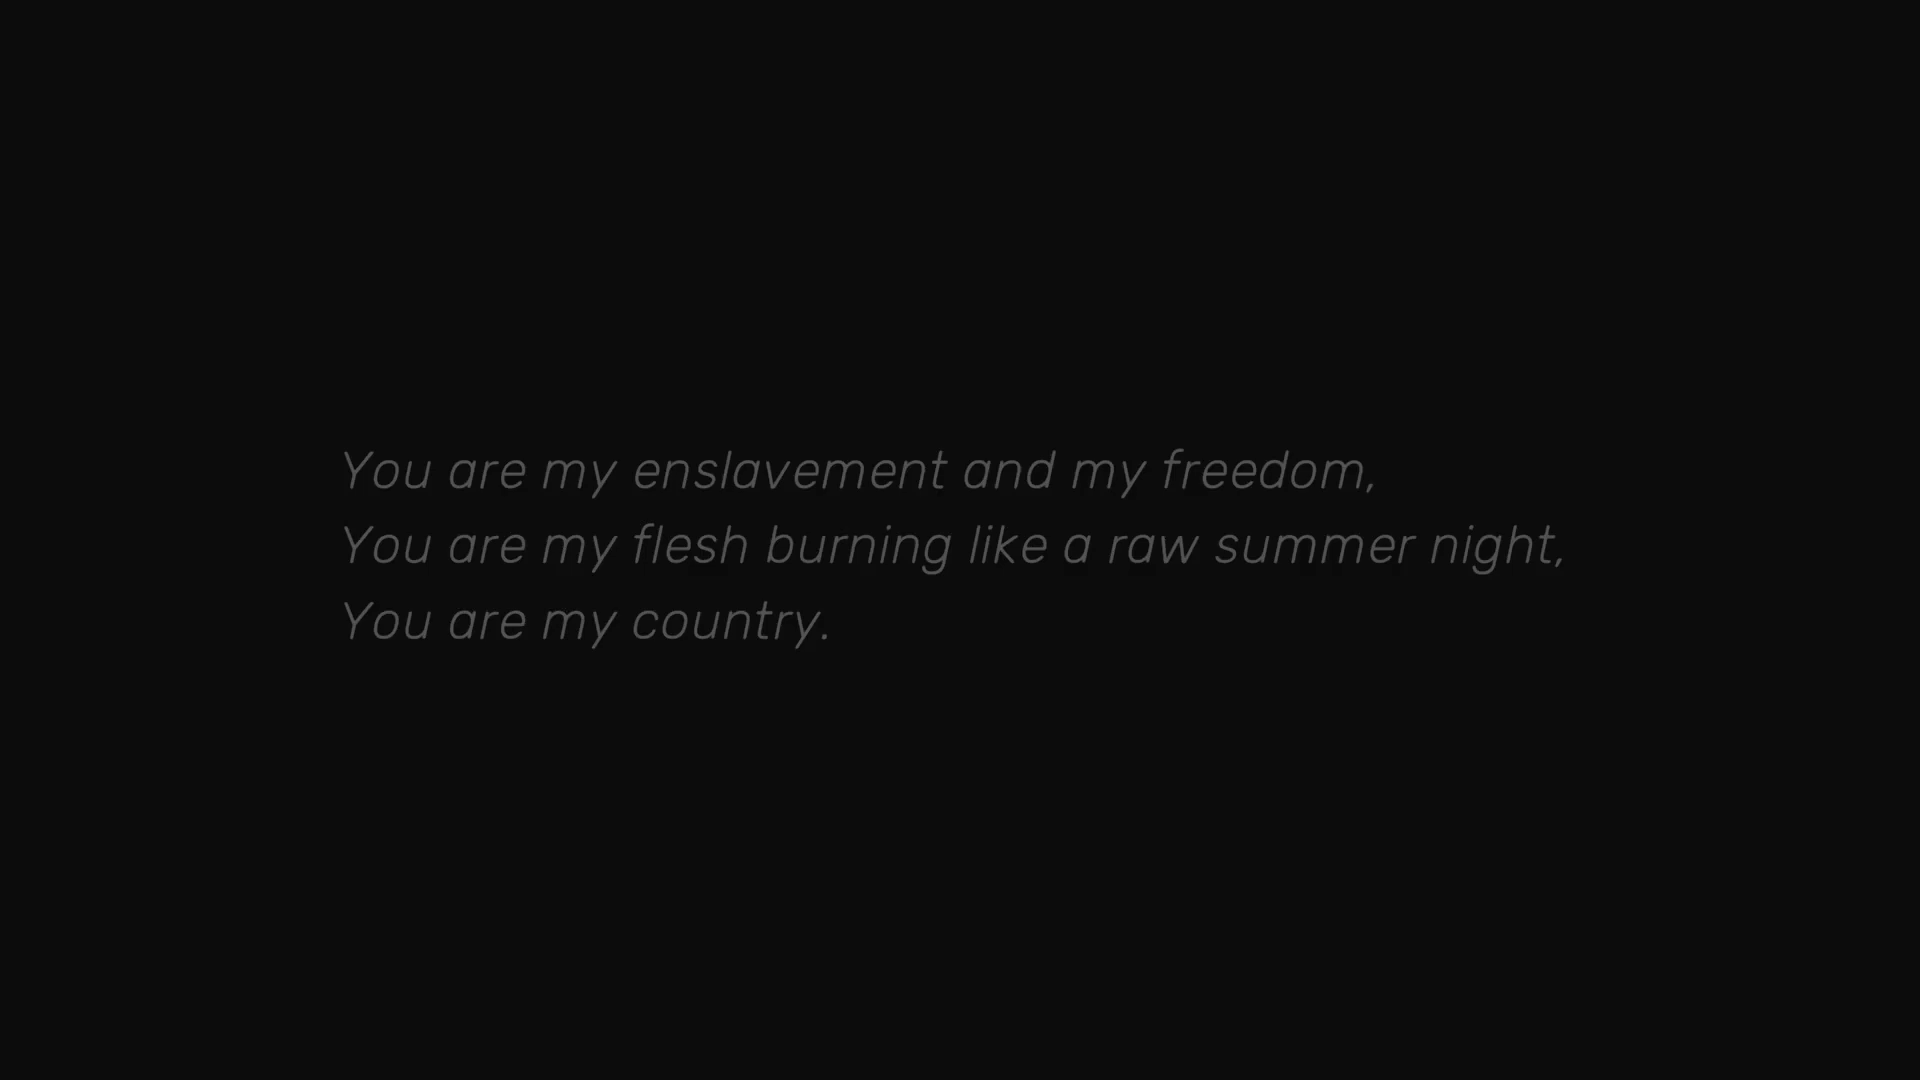 You are my enslavement and my freedom,
You are my flesh burning like a raw summer night,
You are my country.